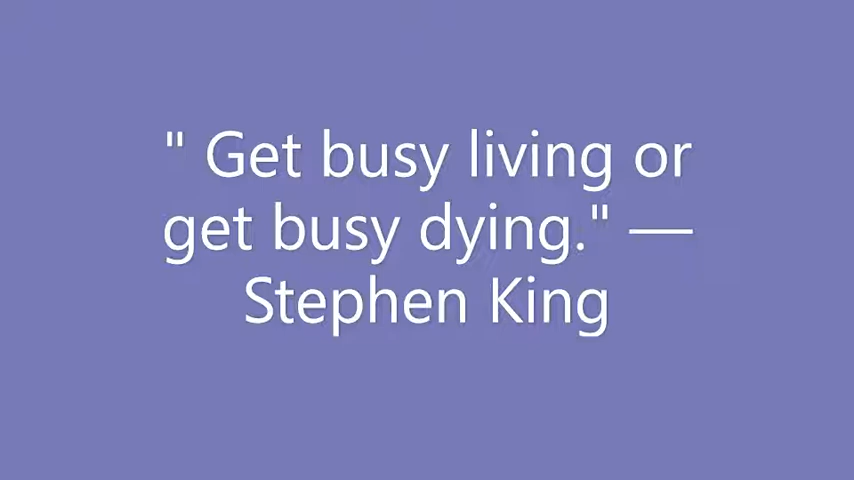 " Get busy living or
get busy dying." —
Stephen King